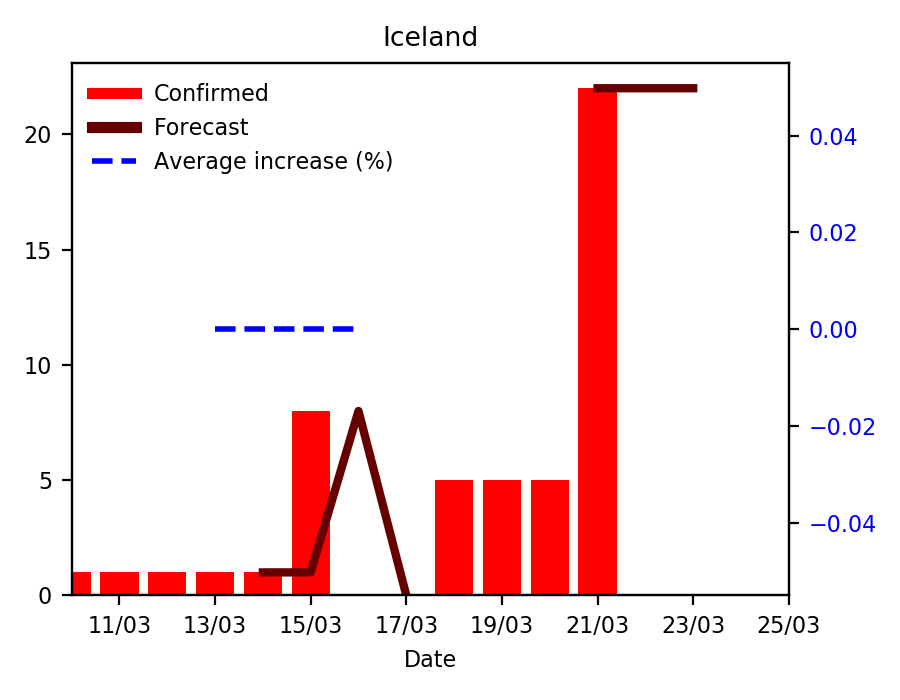 Iceland
Confirmed
Forecast
Average increase (%)
20
15
10
5
0
0.04
0.02
0.00
−0.02
−0.04
11/03 13/03 15/03 17/03 19/03 21/03 23/03 25/03
Date